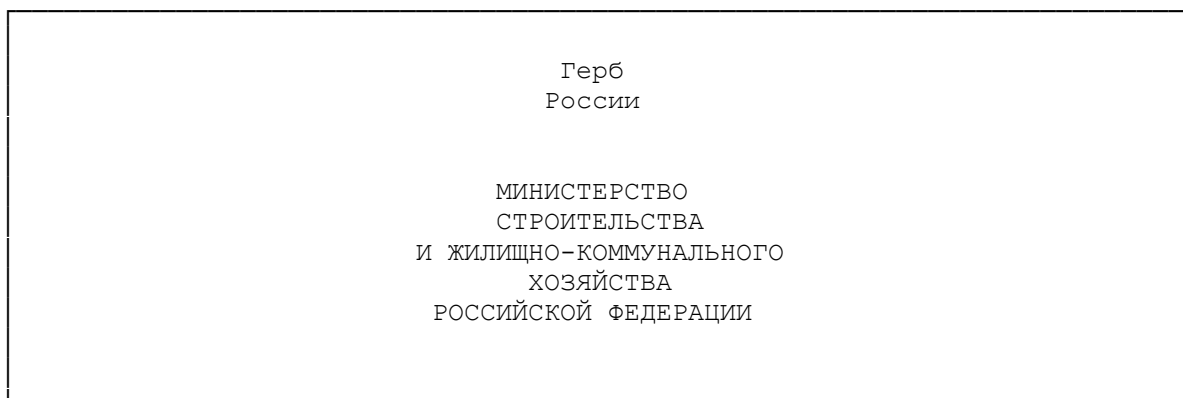 Герб
России
МИНИСТЕРСТВО
СТРОИТЕЛЬСТВА
И ЖИЛИЩНО-КОММУНАЛЬНОГО
ХОЗЯЙСТВА
РОССИЙСКОЙ ФЕДЕРАЦИИ